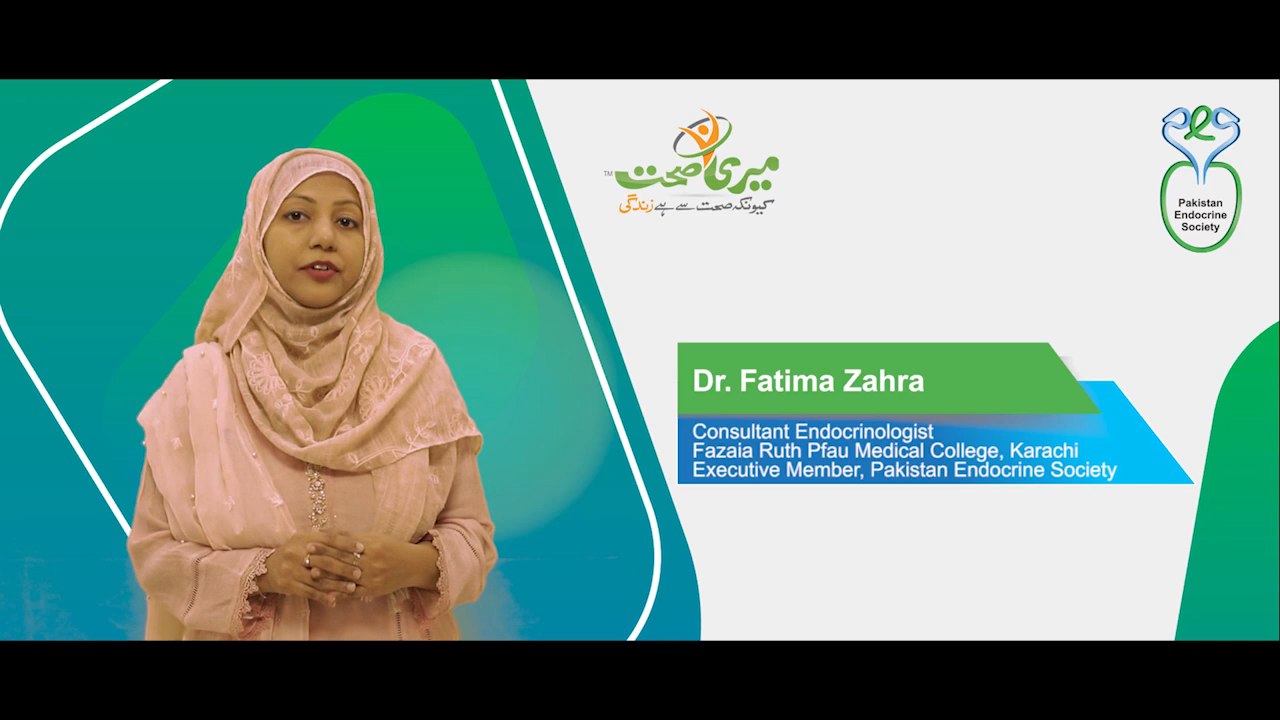 میری صحت
TM
کیونکہ صحت سے ہے زندگی
Pakistan
Endocrine
Society
Dr. Fatima Zahra
Consultant Endocrinologist
Fazaia Ruth Pfau Medical College, Karachi
Executive Member, Pakistan Endocrine Society